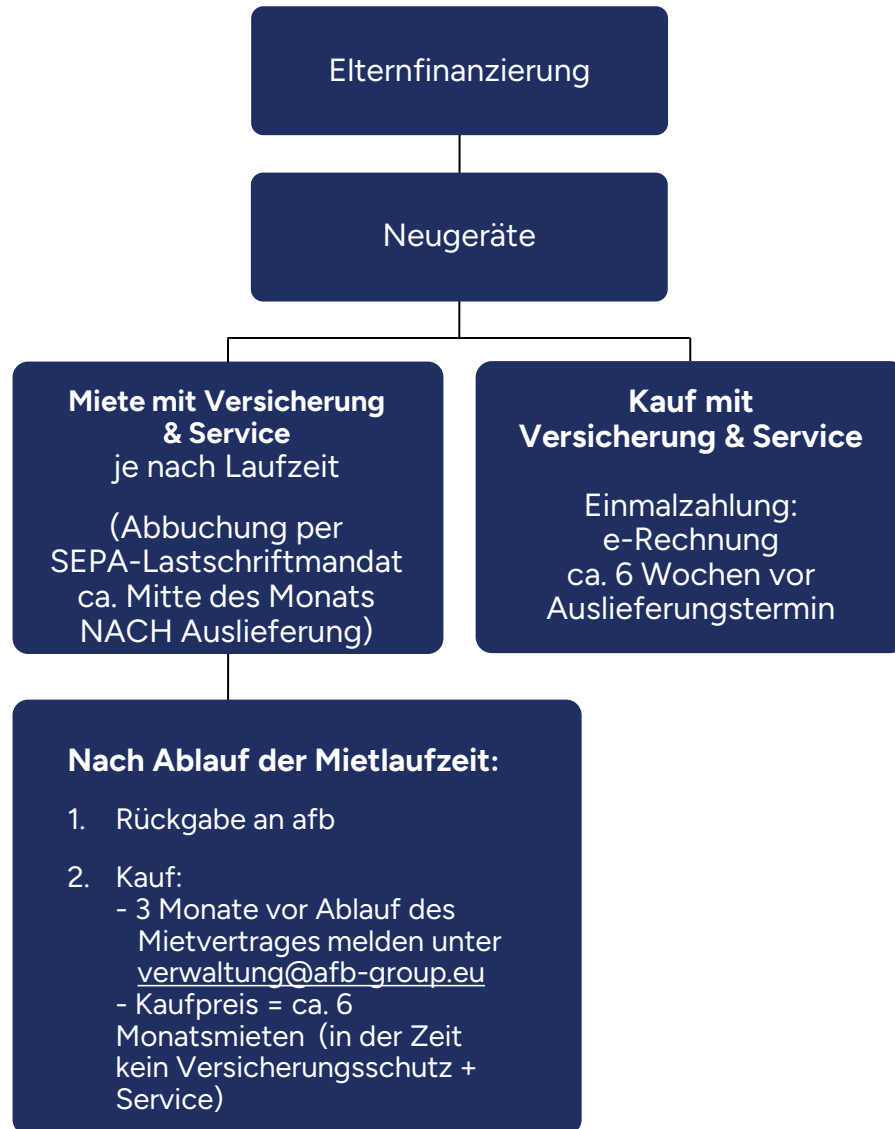 Elternfinanzierung
Neugeräte
Miete mit Versicherung
& Service
je nach Laufzeit
(Abbuchung per
SEPA-Lastschriftmandat
ca. Mitte des Monats
NACH Auslieferung)
Kauf mit
Versicherung & Service
Einmalzahlung:
e-Rechnung
ca. 6 Wochen vor
Auslieferungstermin
Nach Ablauf der Mietlaufzeit:
1. Rückgabe an afb
2. Kauf:
- 3 Monate vor Ablauf des
Mietvertrages melden unter
verwaltung@afb-group.eu
- Kaufpreis = ca. 6
Monatsmieten (in der Zeit
kein Versicherungsschutz +
Service)